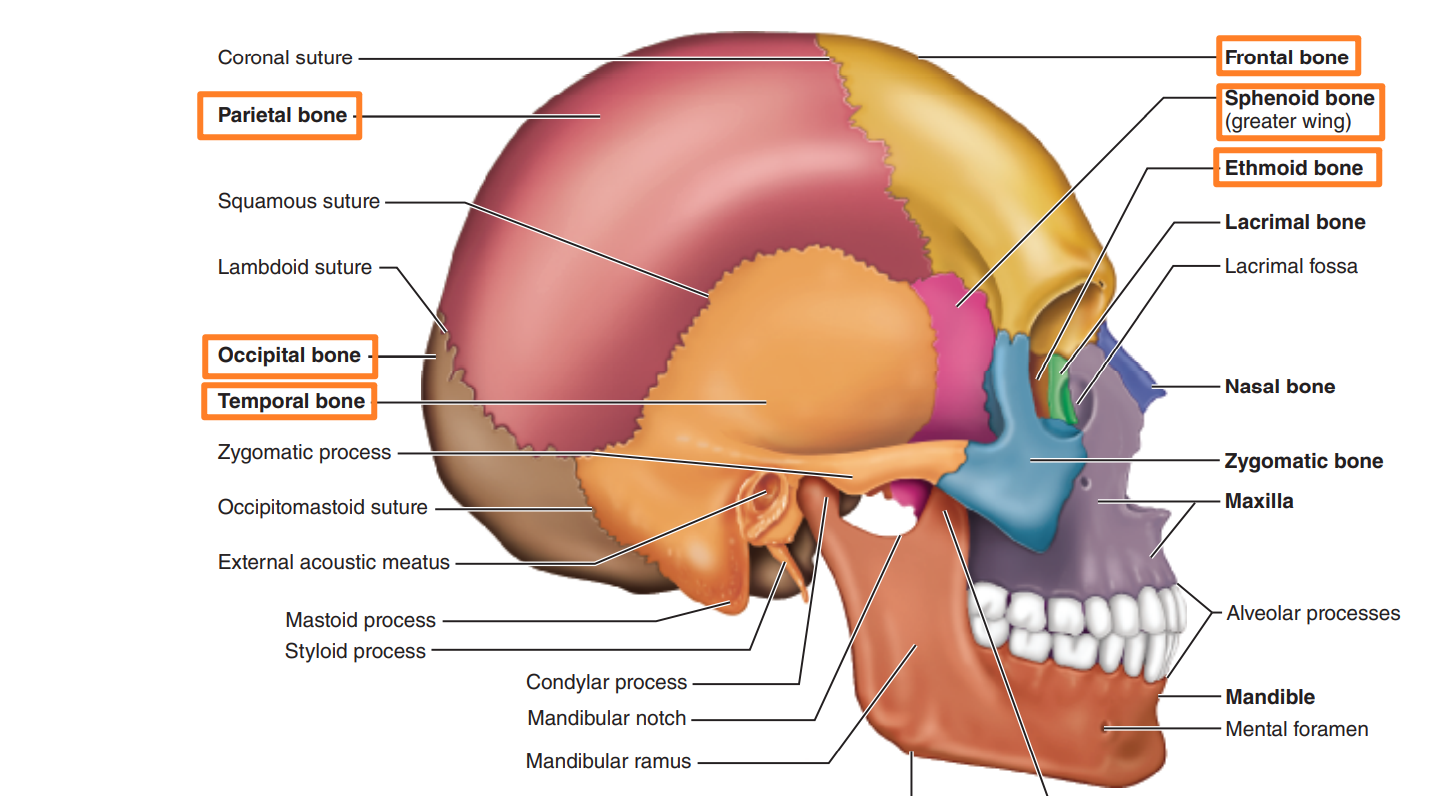 Coronal suture
Parietal bone
Squamous suture
Lambdoid suture
Occipital bone
Temporal bone
Zygomatic process
Occipitomastoid suture
External acoustic meatus
Mastoid process
Styloid process
Condylar process
Mandibular notch
Mandibular ramus
Frontal bone
Sphenoid bone
(greater wing)
Ethmoid bone
Lacrimal bone
Lacrimal fossa
Nasal bone
Zygomatic bone
Maxilla
Alveolar processes
Mandible
Mental foramen